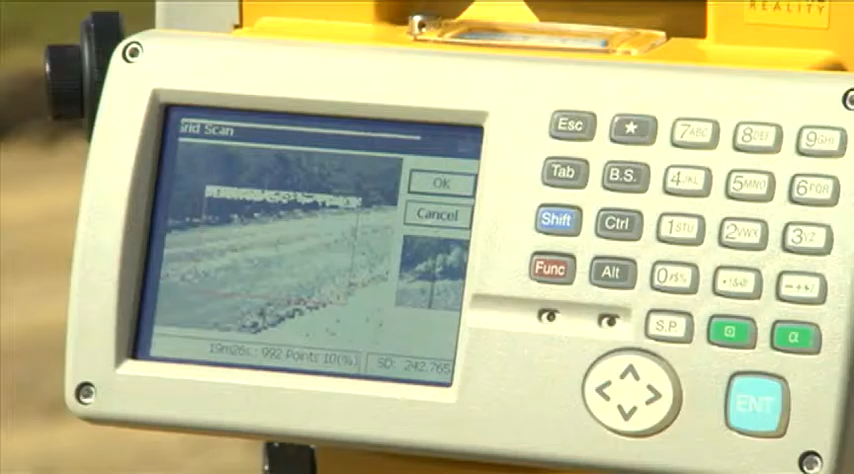 REALITY
Grid Scan
OK
Cancel
19m26s : 992 Points 10(%)
SD: 242.765
Esc ★ 7ABC 8DEF 9GHI
Tab B.S. 4JKL 5MNO 6PQR
Shift Ctrl 1STU 2VWX 3YZ
Func Alt 0/$%
S.P. α
ENT